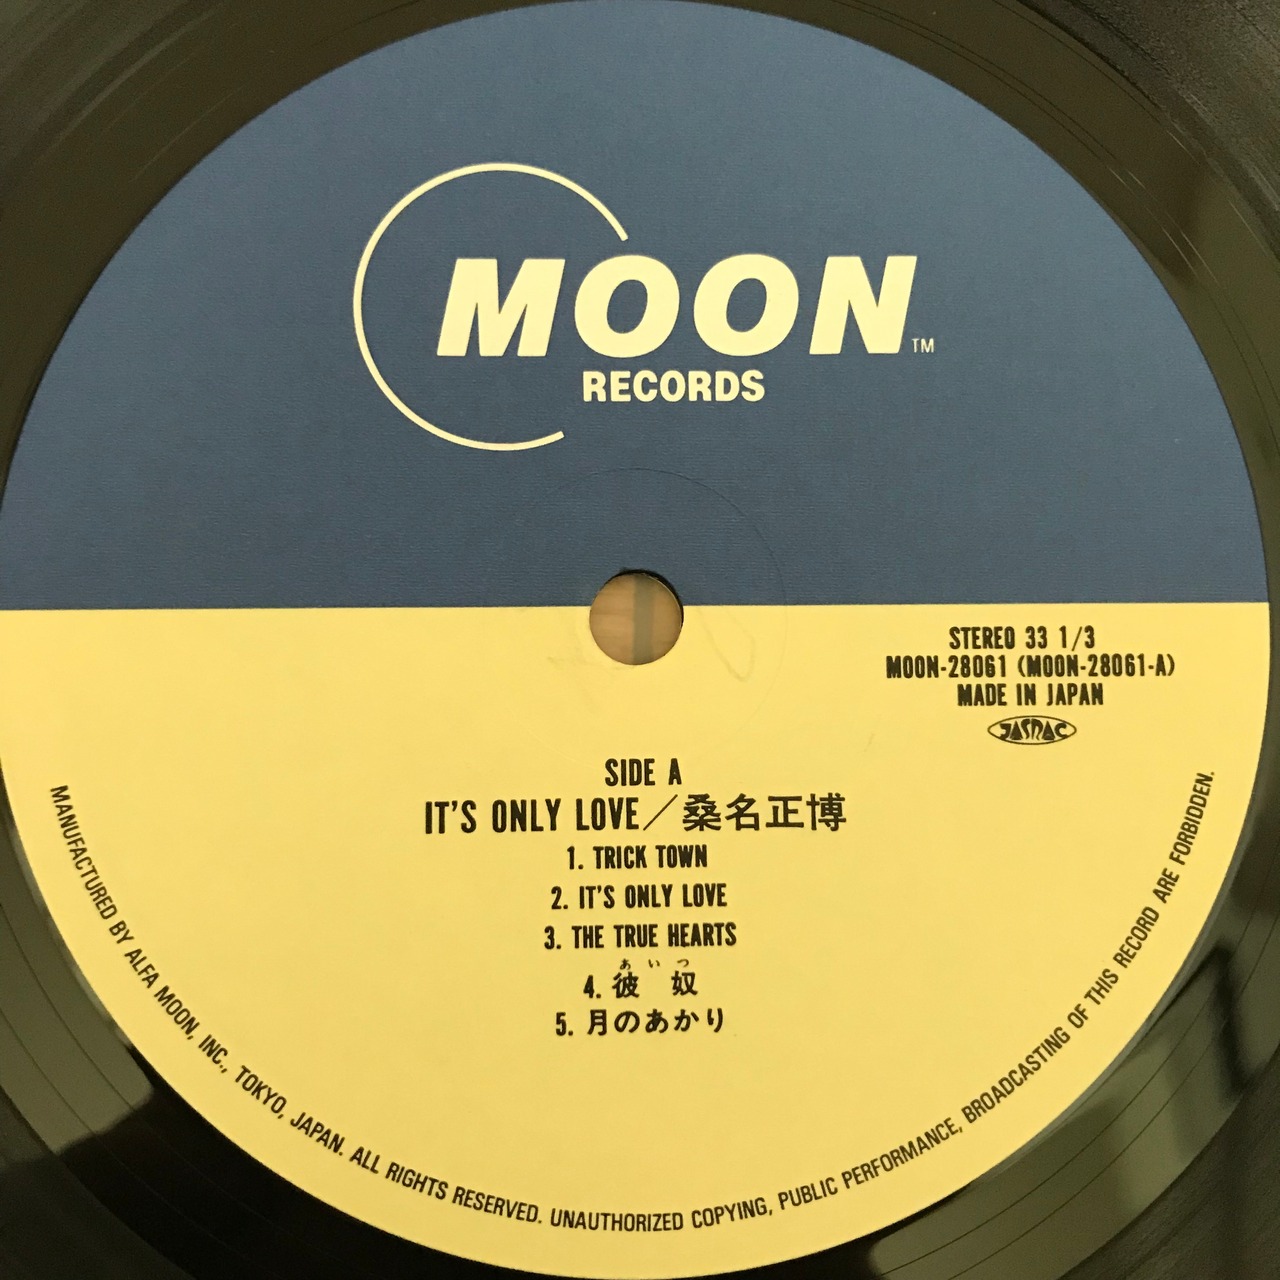 MOON TM
RECORDS
STEREO 33 1/3
MOON-28061 (MOON-28061-A)
MADE IN JAPAN
JASRAC
SIDE A
IT'S ONLY LOVE／桑名正博
1. TRICK TOWN
2. IT'S ONLY LOVE
3. THE TRUE HEARTS
あいつ
4. 彼奴
5. 月のあかり
MANUFACTURED BY ALFA MOON, INC., TOKYO, JAPAN. ALL RIGHTS RESERVED. UNAUTHORIZED COPYING, PUBLIC PERFORMANCE, BROADCASTING OF THIS RECORD ARE FORBIDDEN.